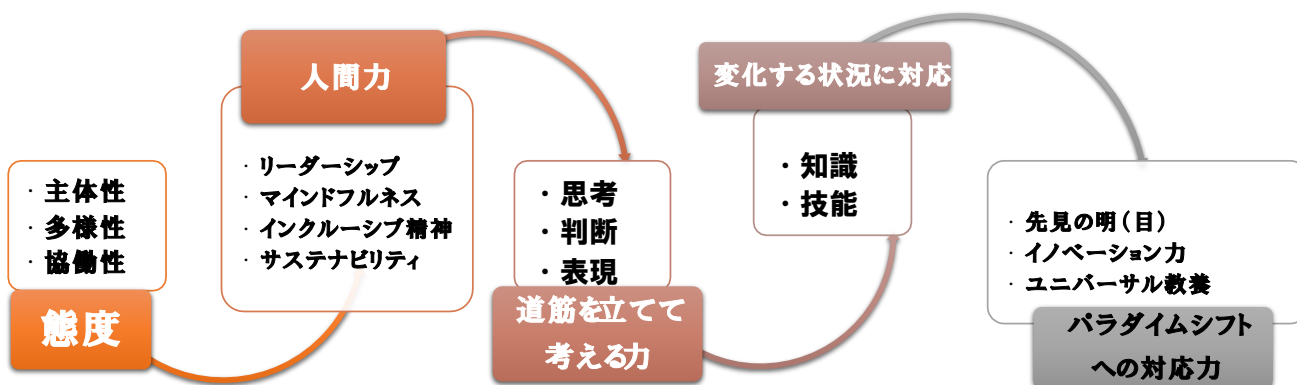 ・主体性
・多様性
・協働性
態度
人間力
・リーダーシップ
・マインドフルネス
・インクルーシブ精神
・サステナビリティ
・思考
・判断
・表現
道筋を立てて
考える力
変化する状況に対応
・知識
・技能
・先見の明（目）
・イノベーション力
・ユニバーサル教養
パラダイムシフト
への対応力